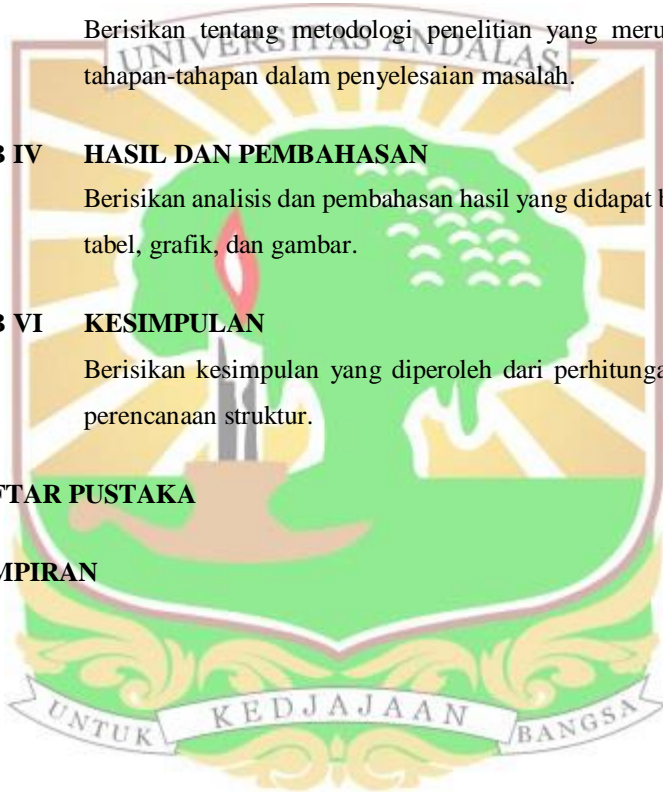 Berisikan tentang metodologi penelitian yang meru
UNIVERSITAS ANDALAS
tahapan-tahapan dalam penyelesaian masalah.
B IV HASIL DAN PEMBAHASAN
Berisikan analisis dan pembahasan hasil yang didapat b
tabel, grafik, dan gambar.
B VI KESIMPULAN
Berisikan kesimpulan yang diperoleh dari perhitunga
perencanaan struktur.
FTAR PUSTAKA
MPIRAN
UNTUK KEDJAJAAN BANGSA